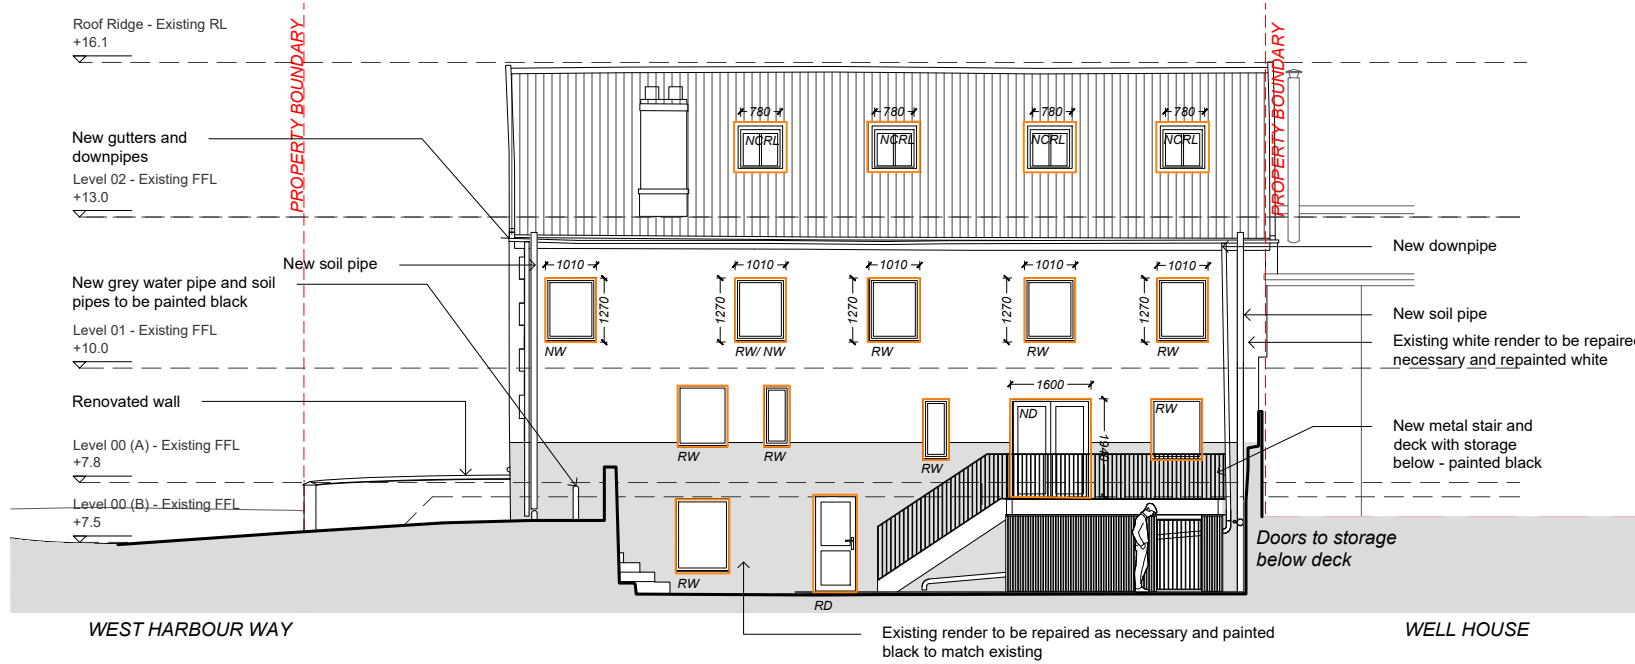 Roof Ridge - Existing RL
+16.1
PROPERTY BOUNDARY
PROPERTY BOUNDARY
780
780
780
780
NCRL
NCRL
NCRL
NCRL
New gutters and
downpipes
Level 02 - Existing FFL
+13.0
New downpipe
New soil pipe
1010
1010
1010
1010
1010
New grey water pipe and soil
pipes to be painted black
1270
1270
1270
1270
1270
New soil pipe
Level 01 - Existing FFL
+10.0
Existing white render to be repaired
necessary and repainted white
NW
RW/ NW
RW
RW
RW
1600
Renovated wall
ND
RW
1940
New metal stair and
deck with storage
below - painted black
Level 00 (A) - Existing FFL
+7.8
RW
RW
RW
Level 00 (B) - Existing FFL
+7.5
Doors to storage
below deck
RW
RD
WEST HARBOUR WAY
Existing render to be repaired as necessary and painted
black to match existing
WELL HOUSE